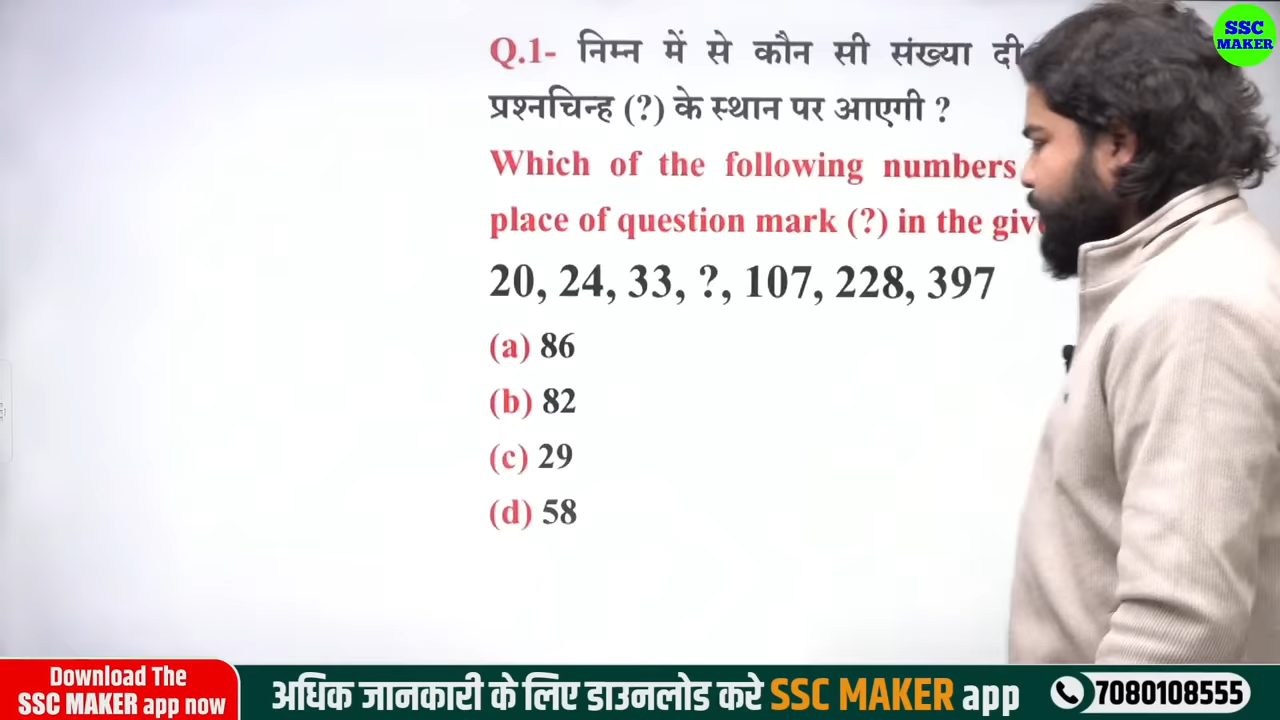 SSC
MAKER
Q.1- निम्न में से कौन सी संख्या दी
प्रश्नचिन्ह (?) के स्थान पर आएगी ?
Which of the following numbers
place of question mark (?) in the
20, 24, 33, ?, 107, 228, 397
(a) 86
(b) 82
(c) 29
(d) 58
Download The
SSC MAKER app now
अधिक जानकारी के लिए डाउनलोड करे SSC MAKER app
7080108555